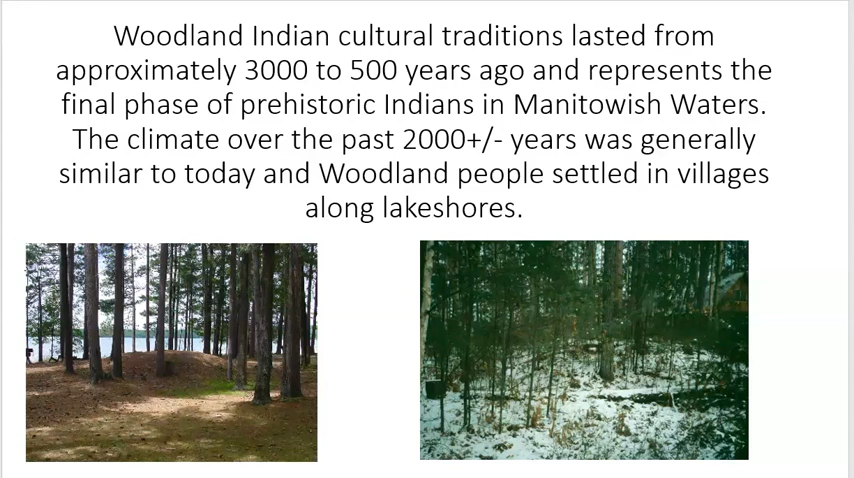 Woodland Indian cultural traditions lasted from
approximately 3000 to 500 years ago and represents the
final phase of prehistoric Indians in Manitowish Waters.
The climate over the past 2000+/- years was generally
similar to today and Woodland people settled in villages
along lakeshores.